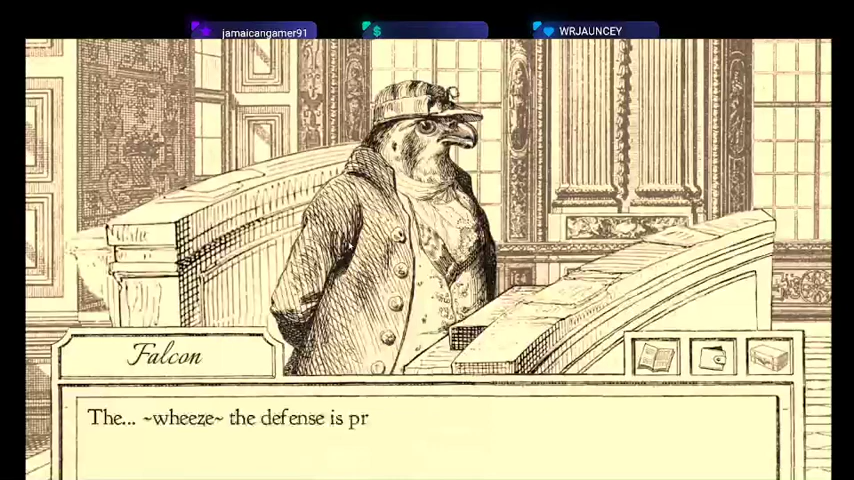 jamaicangamer91
$
WRJAUNCEY
Falcon
The... ~wheeze~ the defense is pr